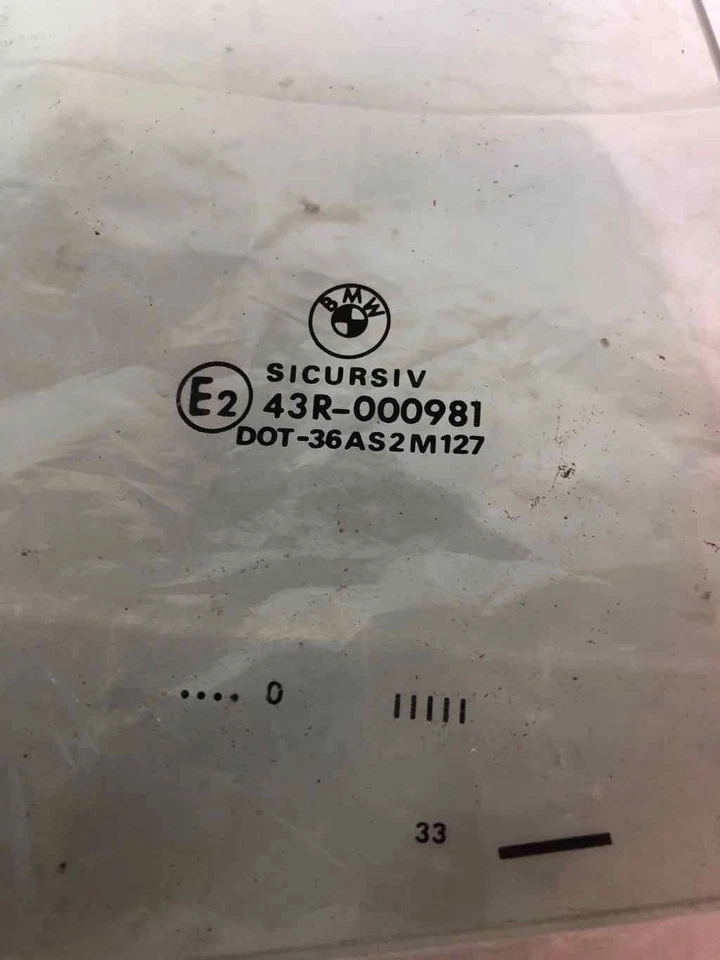 BMW
SICURSIV
E2 43R-000981
DOT-36AS2M127
.... 0 IIIII
33